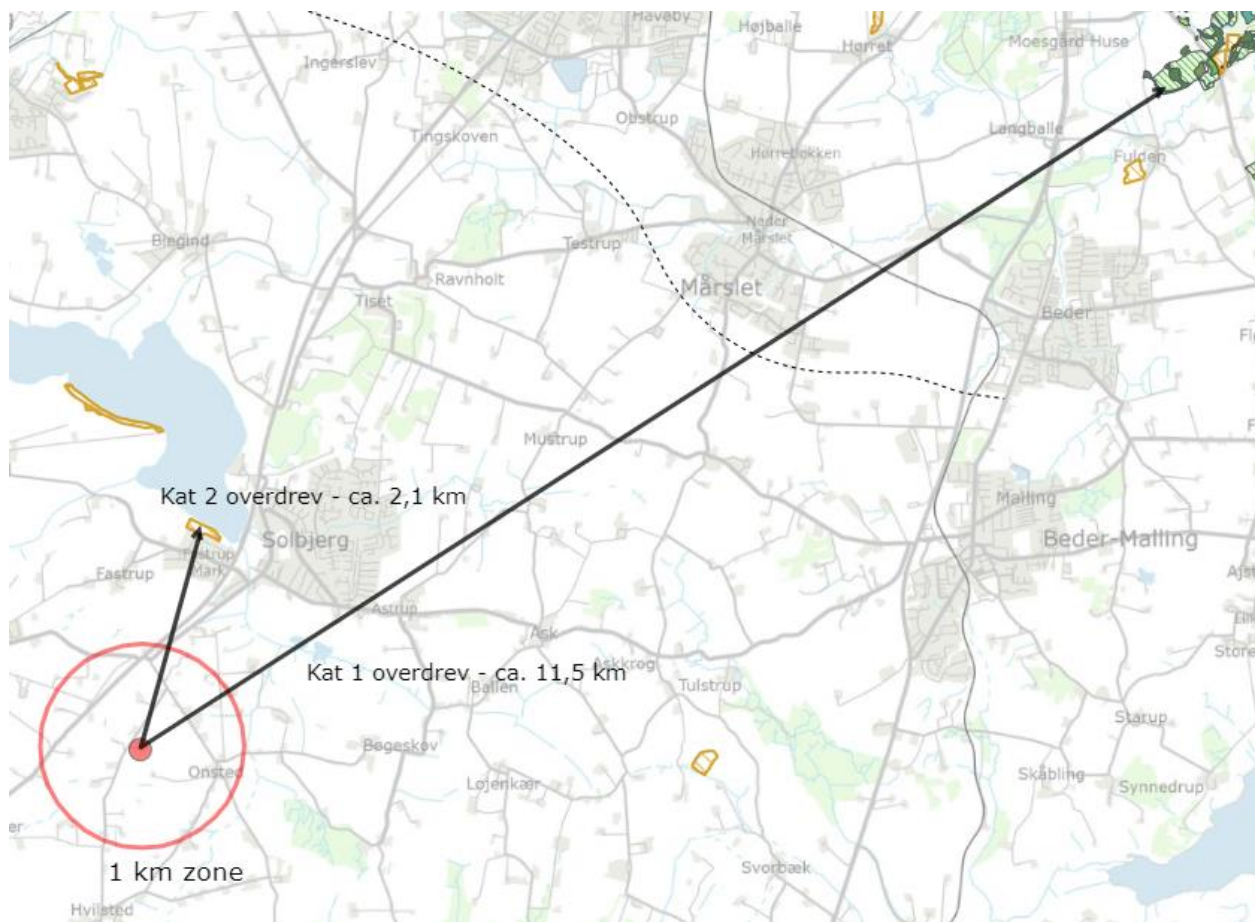 Havaby
Højballe
Hørret
Moesgård Huse
Ingerslev
Tingskoven
Obstrup
Langballe
Hørretløkken
Fulden
Neder
Mårslet
Testrup
Blegind
Ravnholt
Tiset
Mårslet
Beder
Mustrup
Kat 2 overdrev - ca. 2,1 km
Malling
Solbjerg
Beder-Malling
Fastrup
Mark
Fastrup
Astrup
Ask
Askkrog
Kat 1 overdrev - ca. 11,5 km
Ballen
Tulstrup
Starup
Bøgeskov
Onsted
Løjenkær
Skåbling
Synnedrup
1 km zone
Svorbæk
Hvilsted